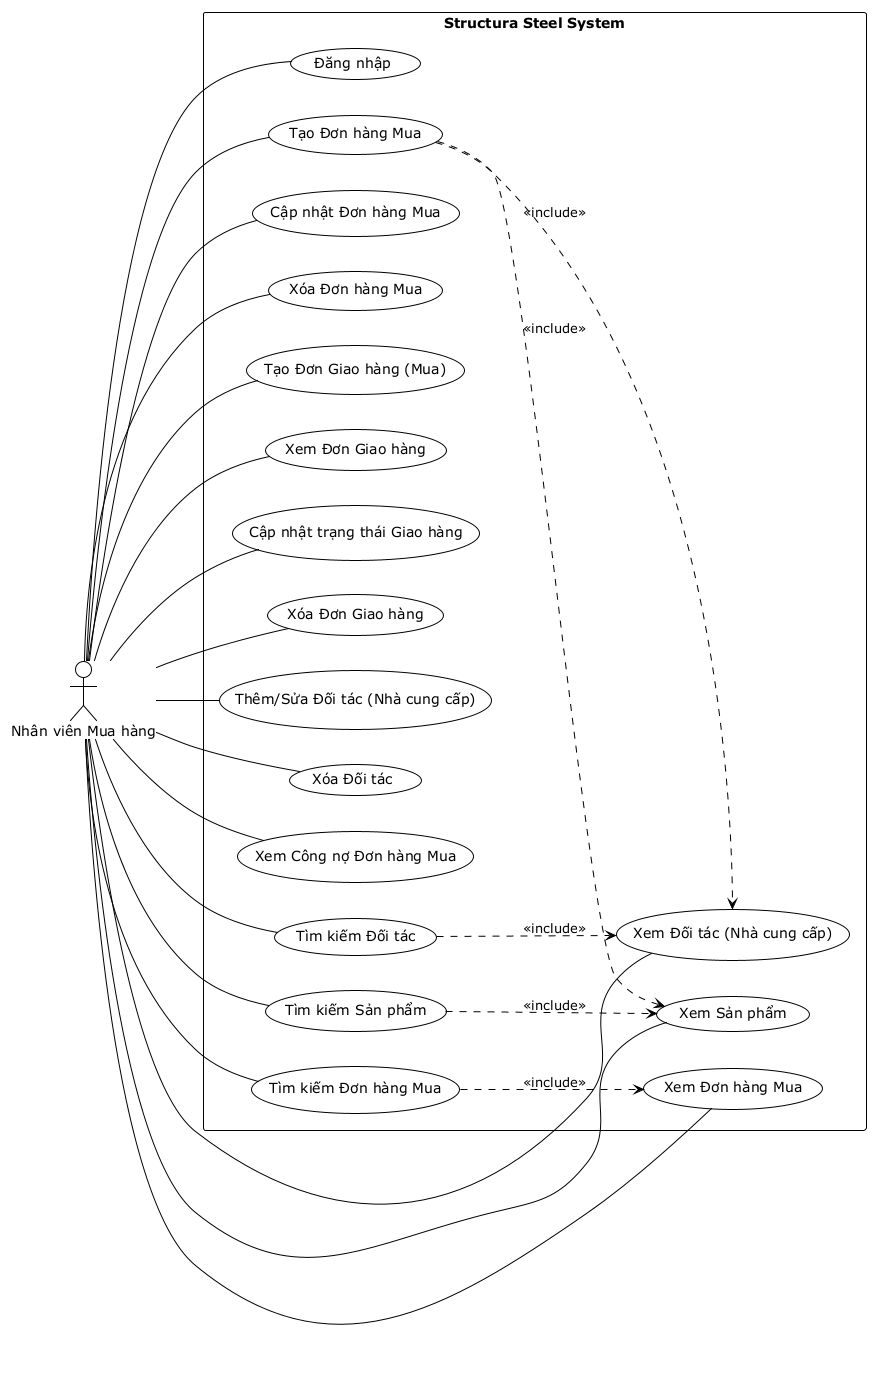 Structura Steel System
Đăng nhập
Tạo Đơn hàng Mua
Cập nhật Đơn hàng Mua
«include»
Xóa Đơn hàng Mua
«include»
Tạo Đơn Giao hàng (Mua)
Xem Đơn Giao hàng
Cập nhật trạng thái Giao hàng
Xóa Đơn Giao hàng
Thêm/Sửa Đối tác (Nhà cung cấp)
Nhân viên Mua hàng
Xóa Đối tác
Xem Công nợ Đơn hàng Mua
Tìm kiếm Đối tác
«include»
Xem Đối tác (Nhà cung cấp)
Tìm kiếm Sản phẩm
«include»
Xem Sản phẩm
Tìm kiếm Đơn hàng Mua
«include»
Xem Đơn hàng Mua